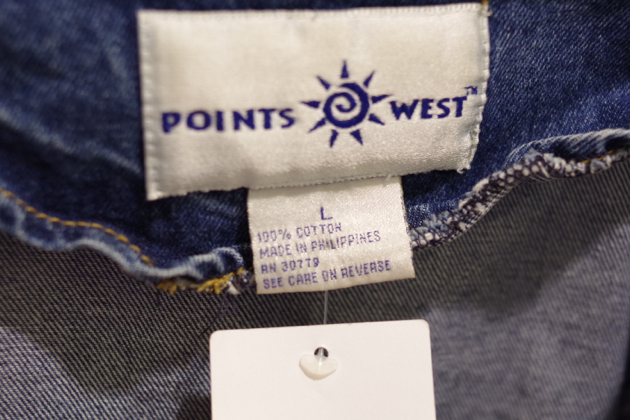 POINTS WEST™
L
100% COTTON
MADE IN PHILIPPINES
RN 30779
SEE CARE ON REVERSE